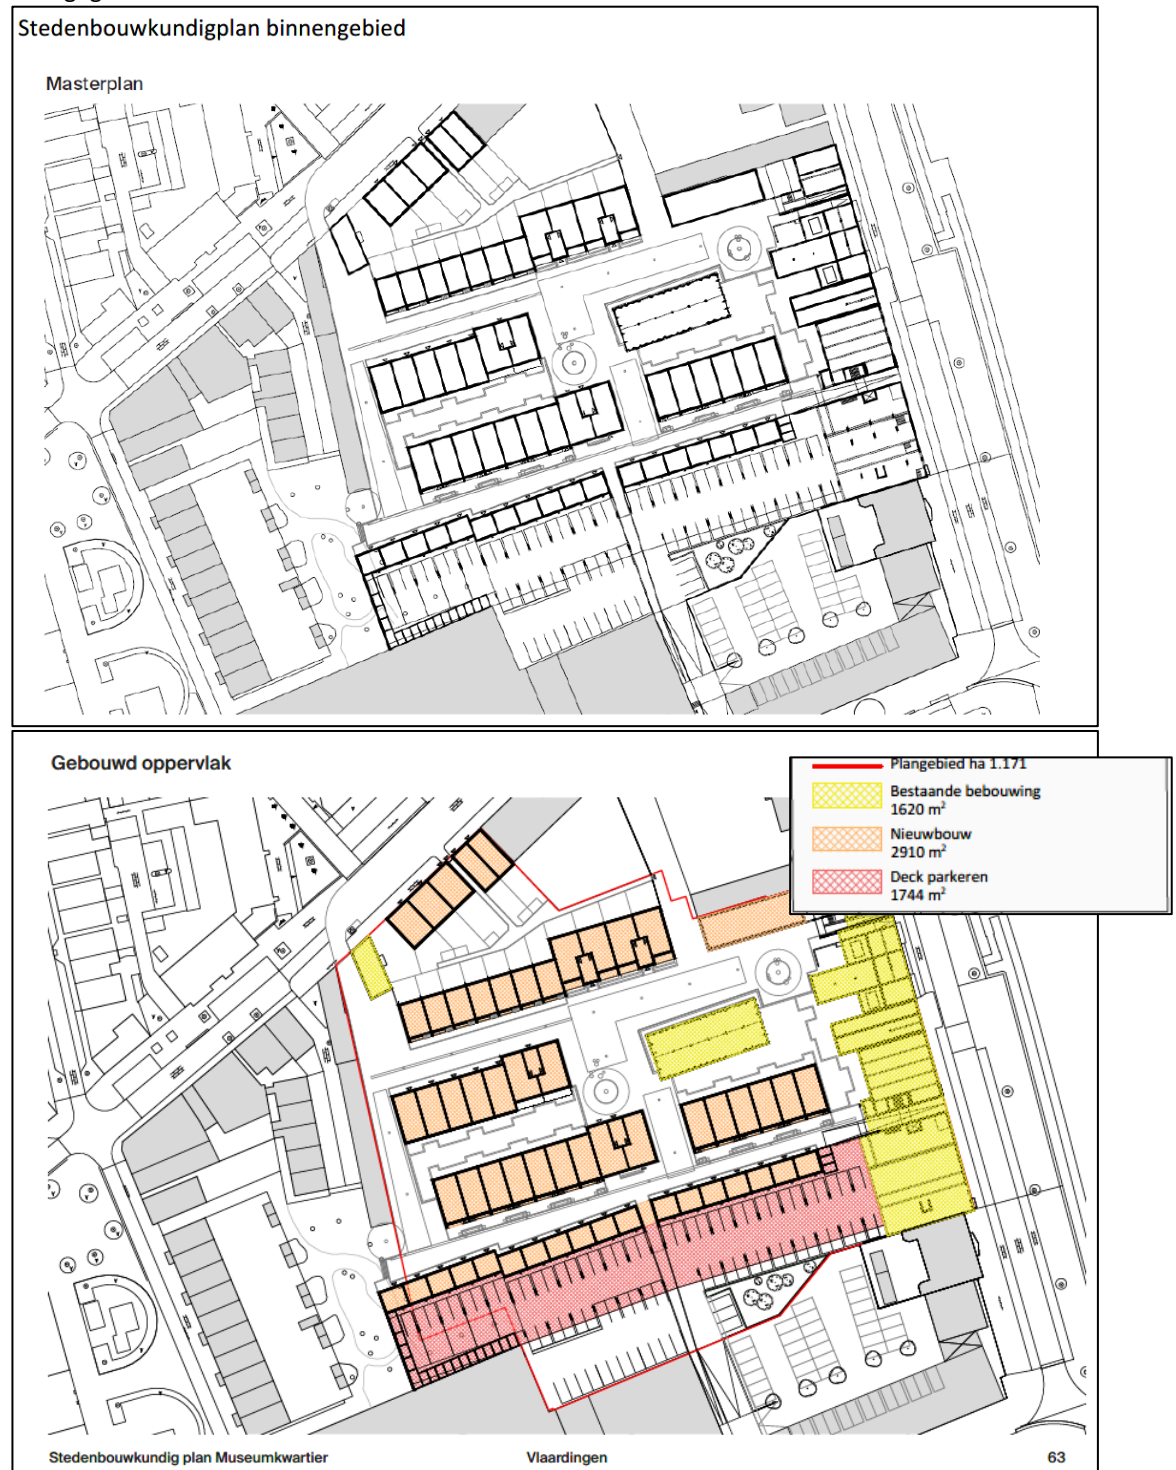 Stedenbouwkundigplan binnengebied
Masterplan
Gebouwd oppervlak
Plangebied ha 1.171
Bestaande bebouwing
1620 m²
Nieuwbouw
2910 m²
Deck parkeren
1744 m²
Stedenbouwkundig plan Museumkwartier
Vlaardingen
63